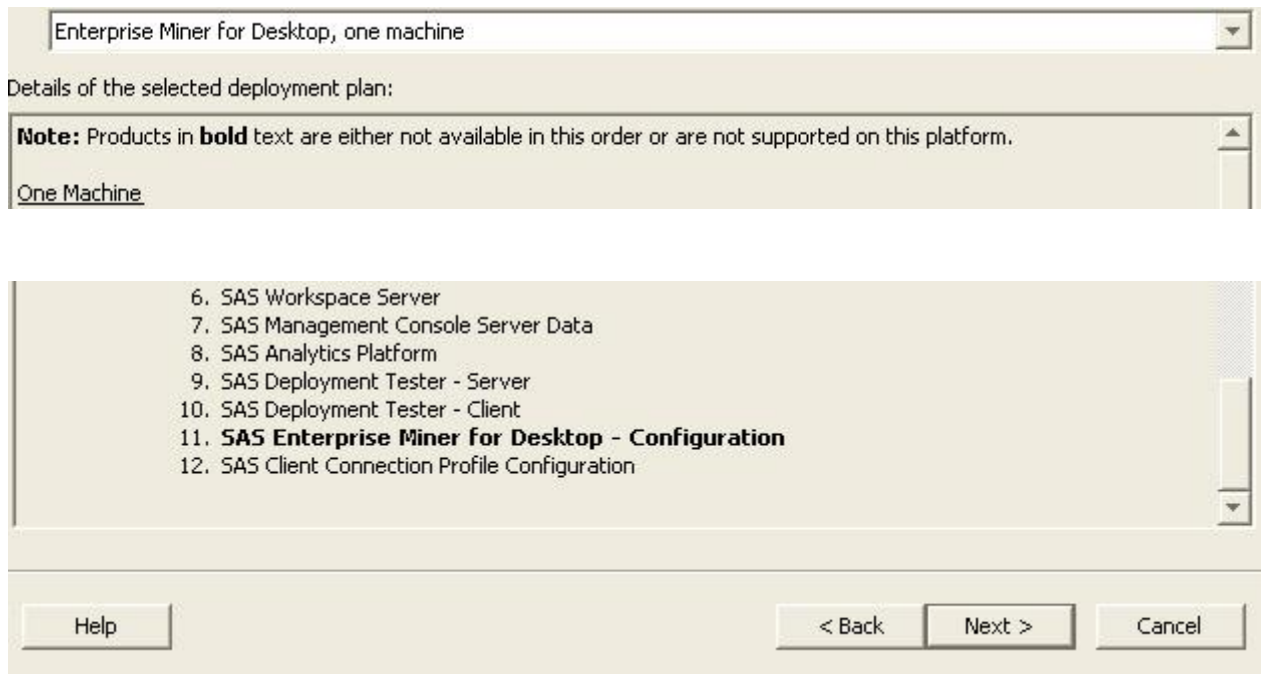 Enterprise Miner for Desktop, one machine
Details of the selected deployment plan:
Note: Products in bold text are either not available in this order or are not supported on this platform.
One Machine
6. SAS Workspace Server
7. SAS Management Console Server Data
8. SAS Analytics Platform
9. SAS Deployment Tester - Server
10. SAS Deployment Tester - Client
11. SAS Enterprise Miner for Desktop - Configuration
12. SAS Client Connection Profile Configuration
Help < Back Next > Cancel